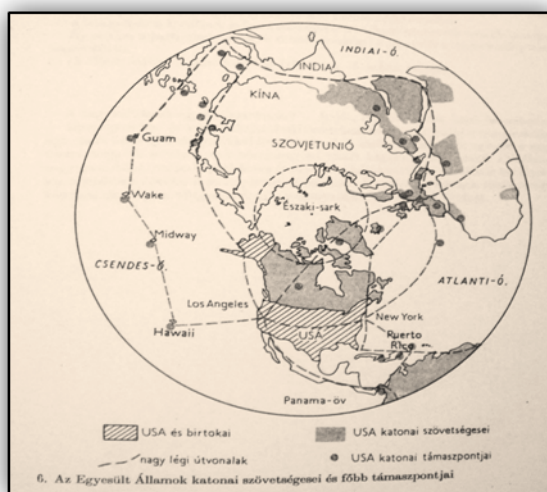 INDIAI-Ó.
INDIA
KÍNA
SZOVJETUNIÓ
Guam
Északi-sark
Wake
Midway
CSENDES-Ó.
ATLANTI-Ó.
Los Angeles
New York
Hawaii
USA
Puerto
Rico
Panama-öv
USA és birtokai
USA katonai szövetségesei
nagy légi útvonalak
USA katonai támaszpontjai
6. Az Egyesült Államok katonai szövetségesei és főbb támaszpontjai